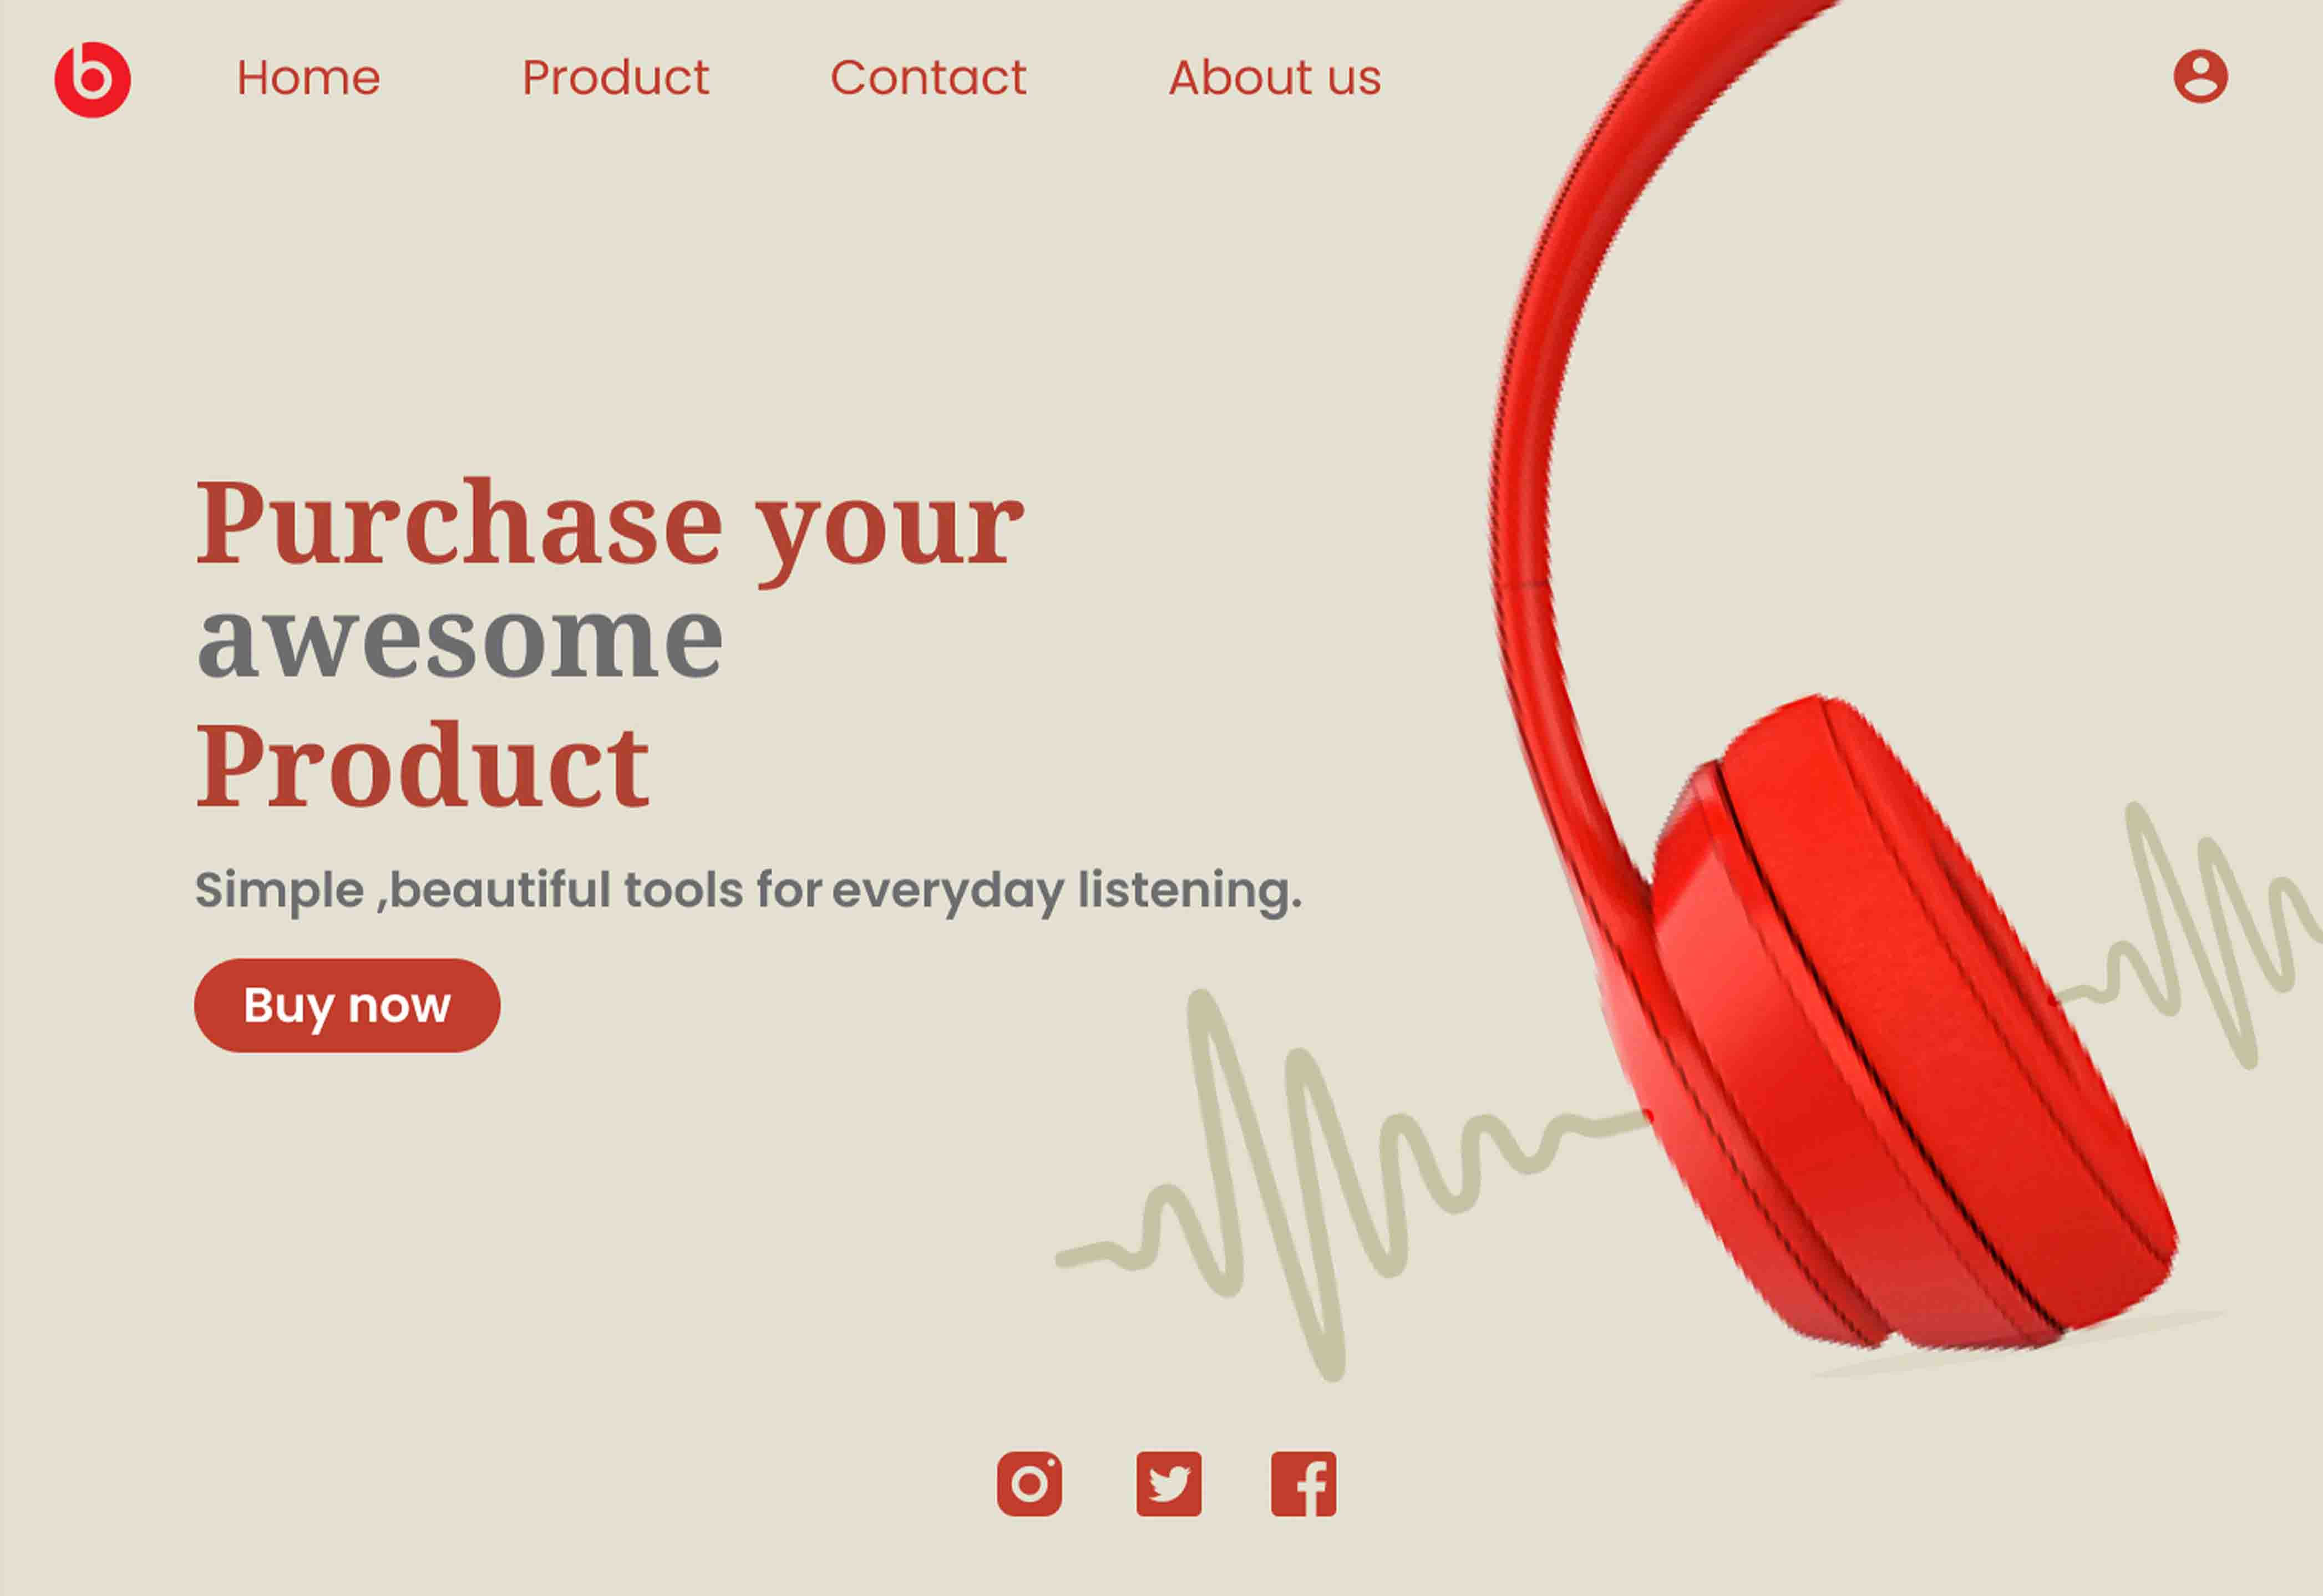 Home Product Contact About us
Purchase your
awesome
Product
Simple ,beautiful tools for everyday listening.
Buy now